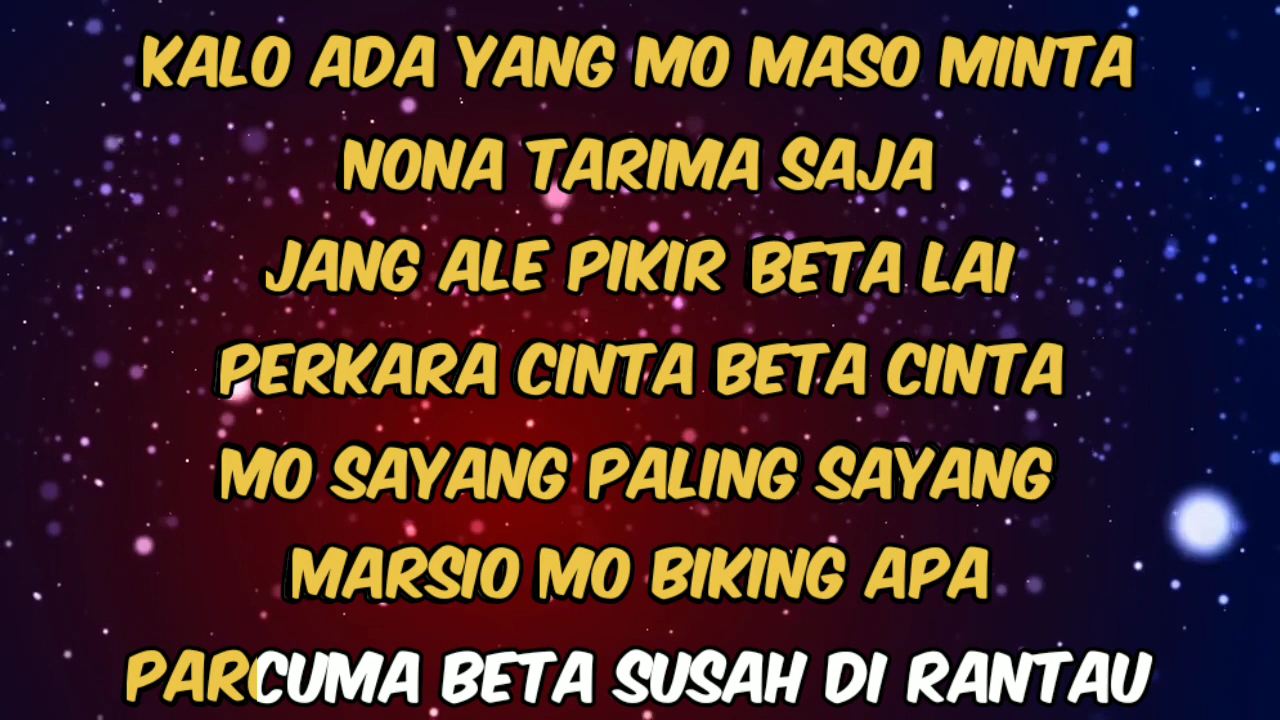 KALO ADA YANG MO MASO MINTA
NONA TARIMA SAJA
JANG ALE PIKIR BETA LAI
PERKARA CINTA BETA CINTA
MO SAYANG PALING SAYANG
MARSIO MO BIKING APA
PARCUMA BETA SUSAH DI RANTAU